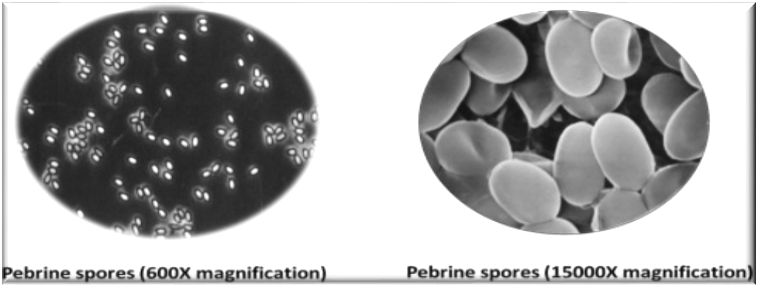 Pebrine spores (600X magnification)
Pebrine spores (15000X magnification)